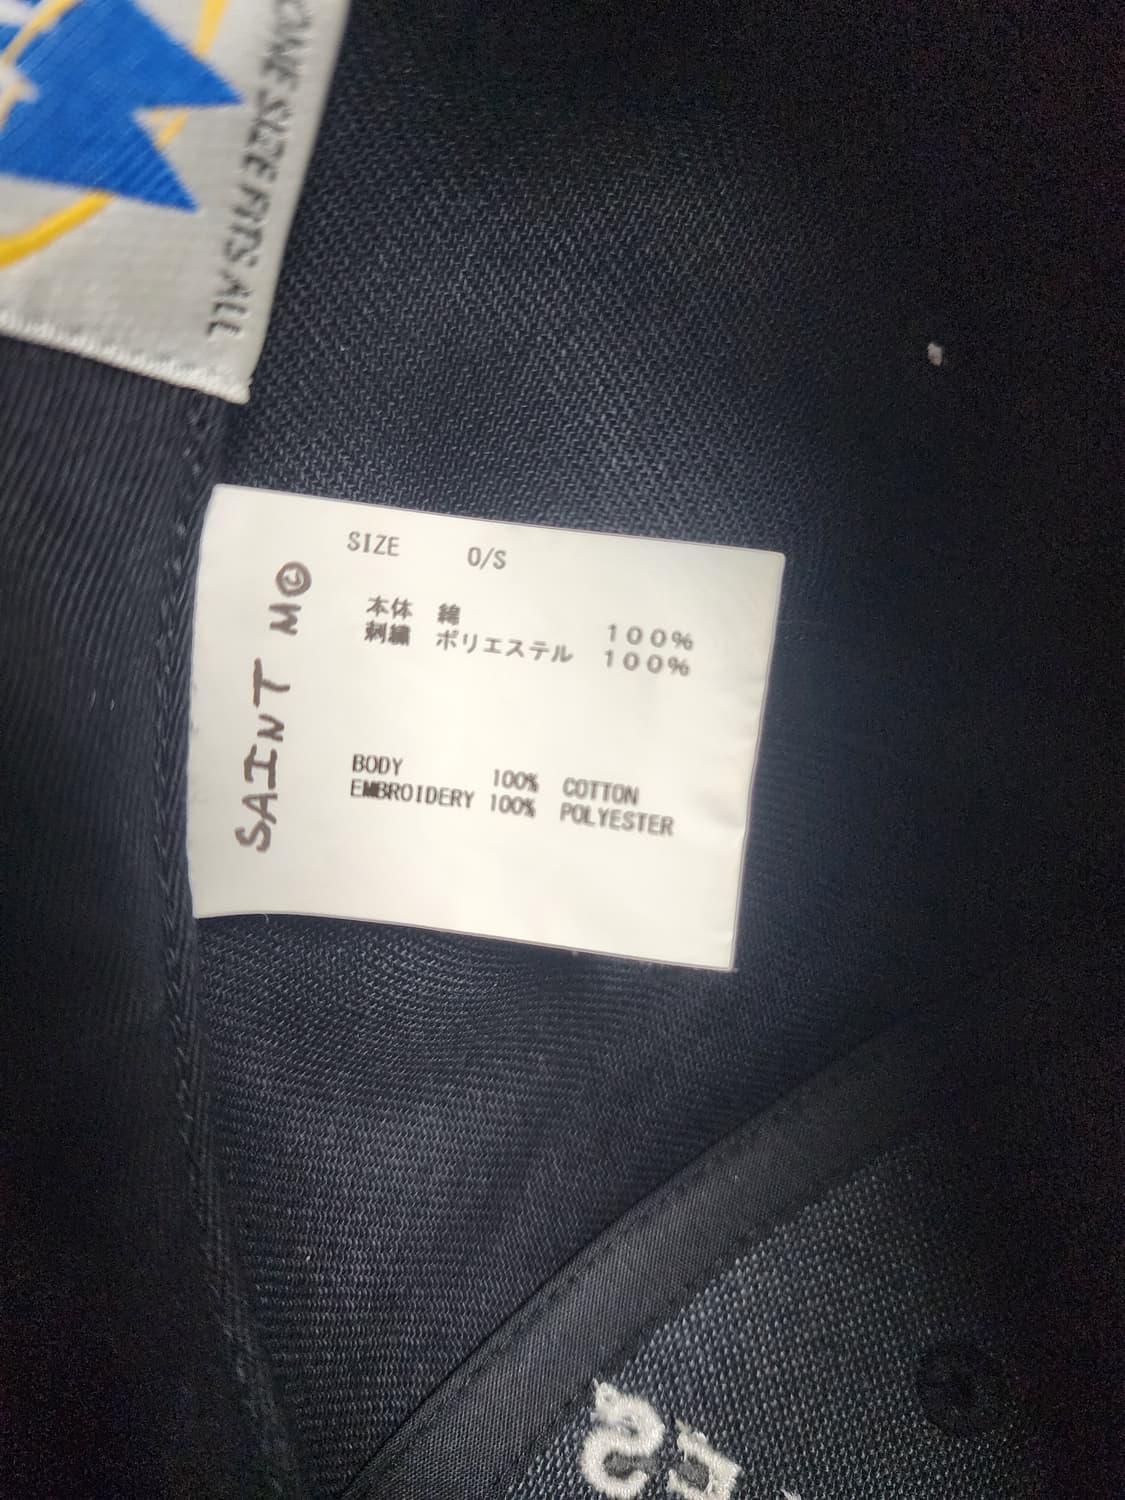 ONE SIZE FITS ALL
SIZE O/S
本体 綿 100%
刺繍 ポリエステル 100%
BODY 100% COTTON
EMBROIDERY 100% POLYESTER
SAINT M©